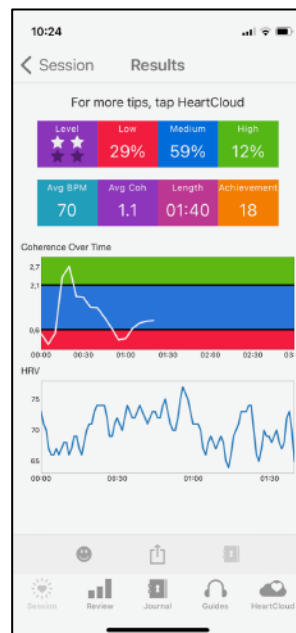 10:24
Session Results
For more tips, tap HeartCloud
Level Low Medium High
29% 59% 12%
Avg BPM Avg Coh Length Achievement
70 1.1 01:40 18
Coherence Over Time
2,7
2,1
0,6
00:00 00:30 01:00 01:30 02:00 02:30 03:
HRV
75
70
65
00:00 00:30 01:00 01:30
Session Review Journal Guides HeartCloud